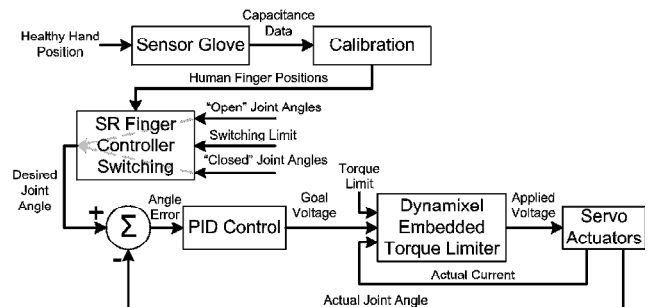 Healthy Hand
Position
Sensor Glove
Capacitance
Data
Calibration
Human Finger Positions
SR Finger
Controller
Switching
"Open" Joint Angles
Switching Limit
"Closed" Joint Angles
Desired
Joint
Angle
+
Σ
-
Angle
Error
PID Control
Goal
Voltage
Torque
Limit
Dynamixel
Embedded
Torque Limiter
Applied
Voltage
Servo
Actuators
Actual Current
Actual Joint Angle